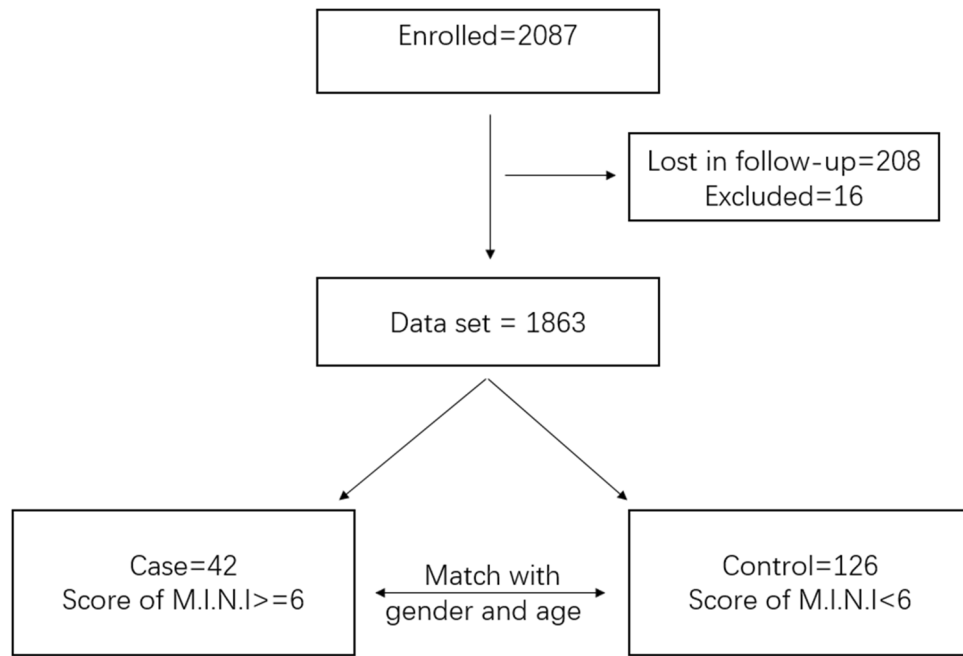 Enrolled=2087
Lost in follow-up=208
Excluded=16
Data set = 1863
Case=42
Score of M.I.N.I>=6
Match with
gender and age
Control=126
Score of M.I.N.I<6